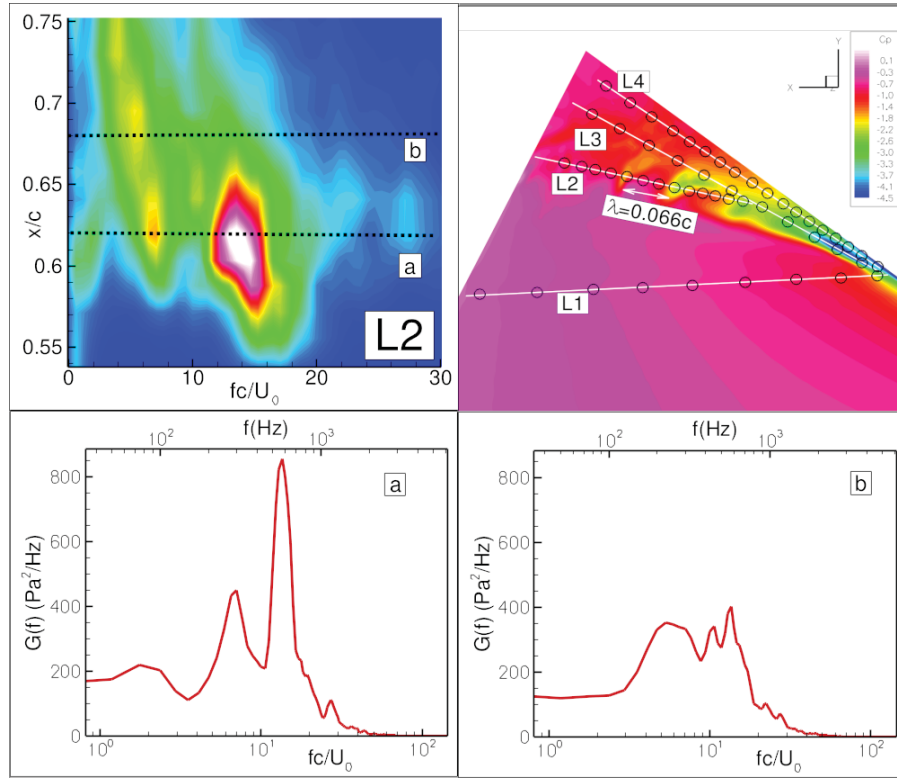 0.75
0.7
0.65
0.6
0.55
x/c
b
a
L2
0
10
20
30
fc/U₀
L4
L3
L2
λ=0.066c
L1
Y
X
Z
Cp
0.1
-0.3
-0.7
-1.0
-1.4
-1.8
-2.2
-2.6
-3.0
-3.3
-3.7
-4.1
-4.5
f(Hz)
10²
10³
a
800
600
400
200
0
G(f) (Pa²/Hz)
10⁰
10¹
10²
fc/U₀
f(Hz)
10²
10³
b
800
600
400
200
0
G(f) (Pa²/Hz)
10⁰
10¹
10²
fc/U₀